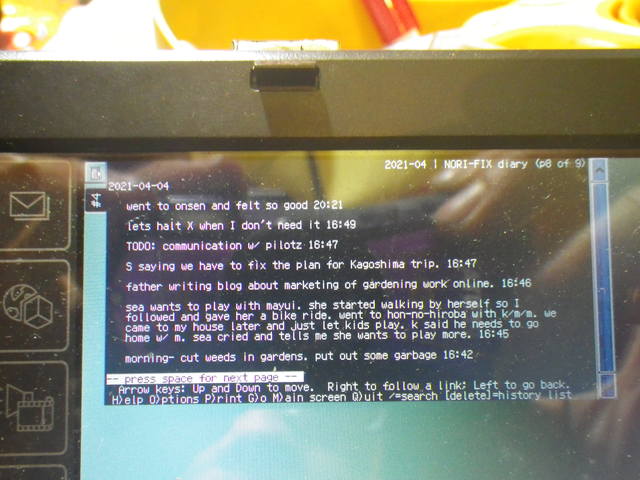 2021-04 | NORI-FIX diary (p8 of 9)
#4
2021-04-04
went to onsen and felt so good 20:21
lets halt X when I don't need it 16:49
TODO: communication w/ pilotz 16:47
S saying we have to fix the plan for Kagoshima trip. 16:47
father writing blog about marketing of gardening work online. 16:46
sea wants to play with mayui. she started walking by herself so I
followed and gave her a bike ride. went to hon-no-hiroba with k/m/m. we
came to my house later and just let kids play. k said he needs to go
home w/ m. sea cried and tells me she wants to play more. 16:45
morning- cut weeds in gardens. put out some garbage 16:42
-- press space for next page --
Arrow keys: Up and Down to move. Right to follow a link; Left to go back.
H)elp O)ptions P)rint G)o M)ain screen Q)uit /=search [delete]=history list